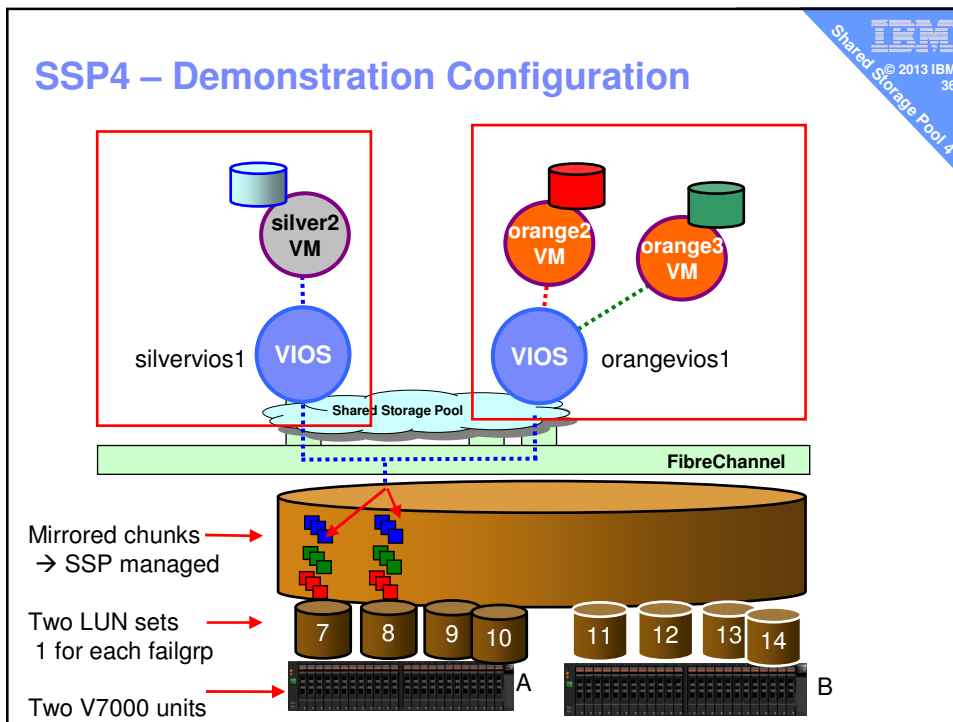 SSP4 – Demonstration Configuration
IBM
© 2013 IBM
36
Shared Storage Pool 4
silver2
VM
orange2
VM
orange3
VM
silvervios1
VIOS
VIOS
orangevios1
Shared Storage Pool
FibreChannel
Mirrored chunks
→ SSP managed
Two LUN sets
1 for each failgrp
7
8
9
10
11
12
13
14
Two V7000 units
A
B